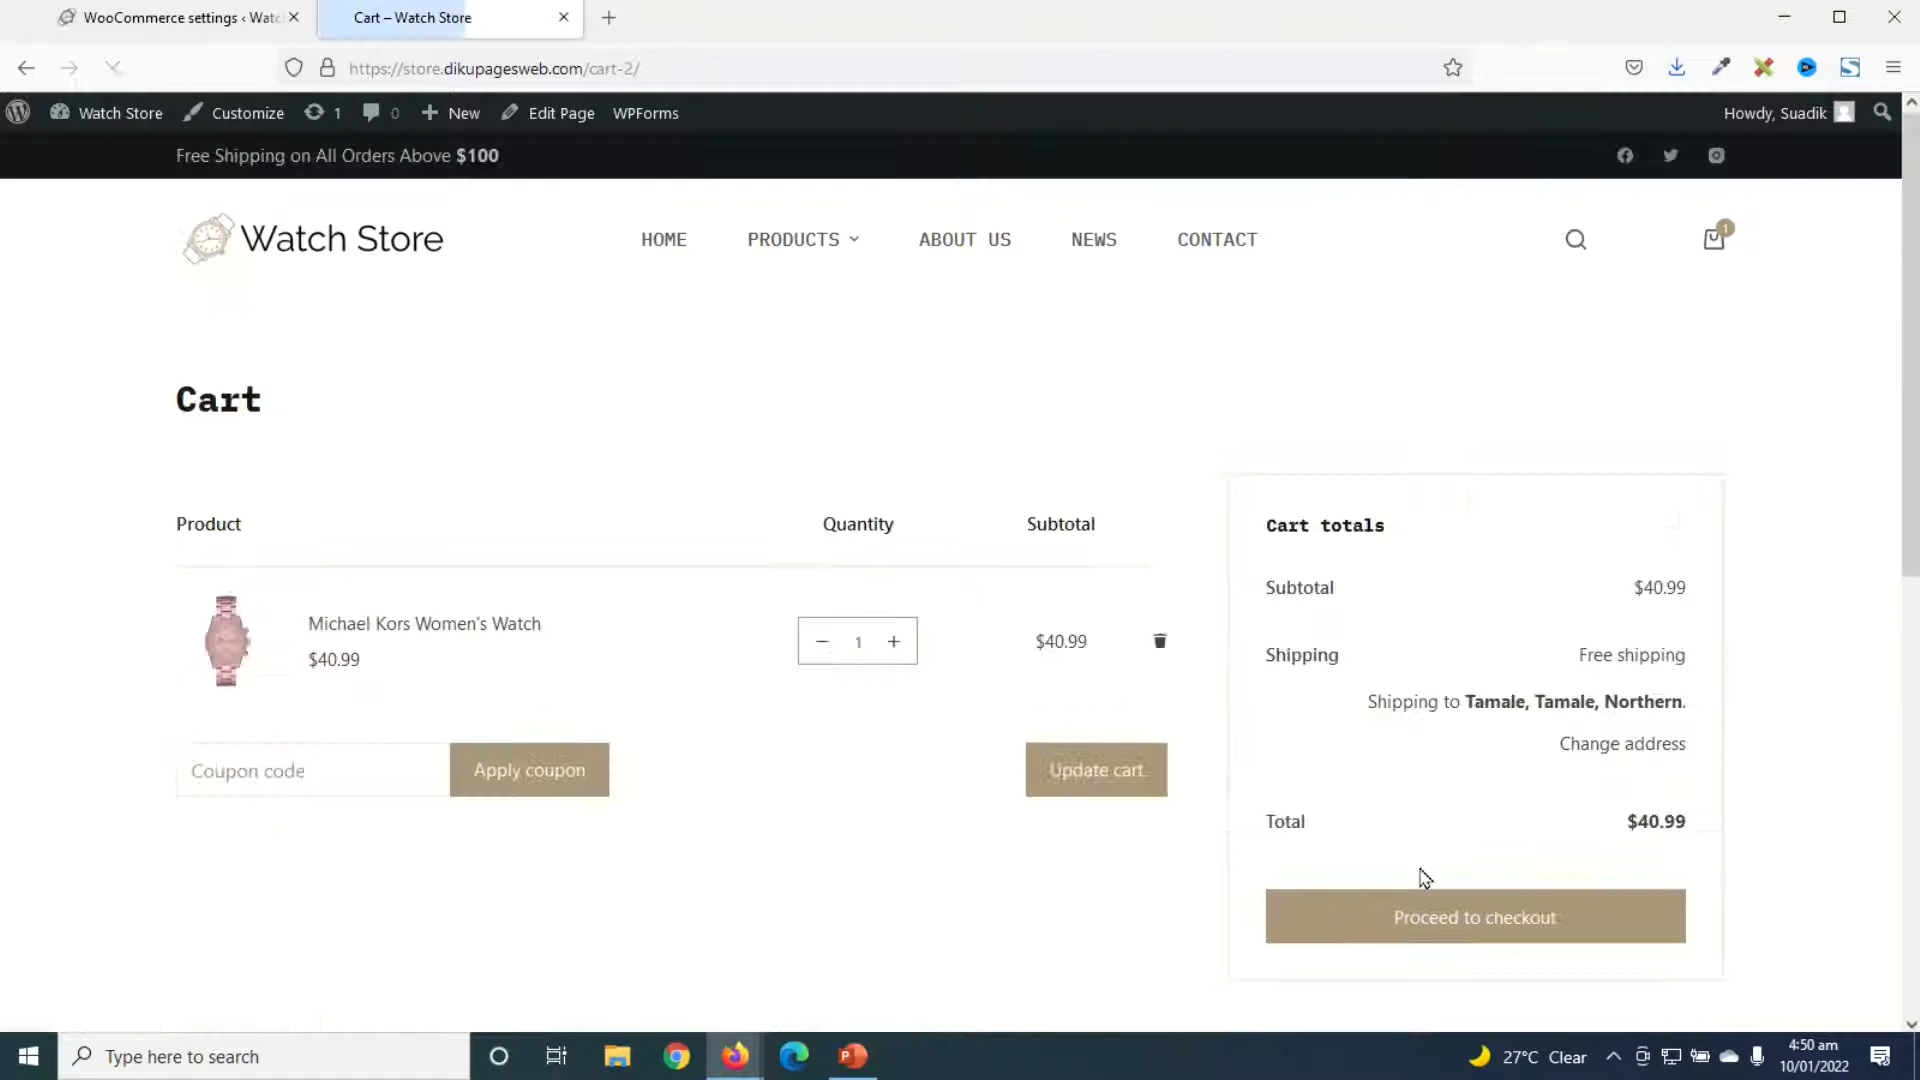 WooCommerce settings ‹ Watc
Cart – Watch Store
https://store.dikupagesweb.com/cart-2/
Watch Store
Customize
1
0
New
Edit Page
WPForms
Howdy, Suadik
Free Shipping on All Orders Above $100
Watch Store
HOME
PRODUCTS
ABOUT US
NEWS
CONTACT
1
Cart
Product
Quantity
Subtotal
Michael Kors Women's Watch
$40.99
1
$40.99
Coupon code
Apply coupon
Update cart
Cart totals
Subtotal
$40.99
Shipping
Free shipping
Shipping to Tamale, Tamale, Northern.
Change address
Total
$40.99
Proceed to checkout
Type here to search
27°C Clear
4:50 am
10/01/2022